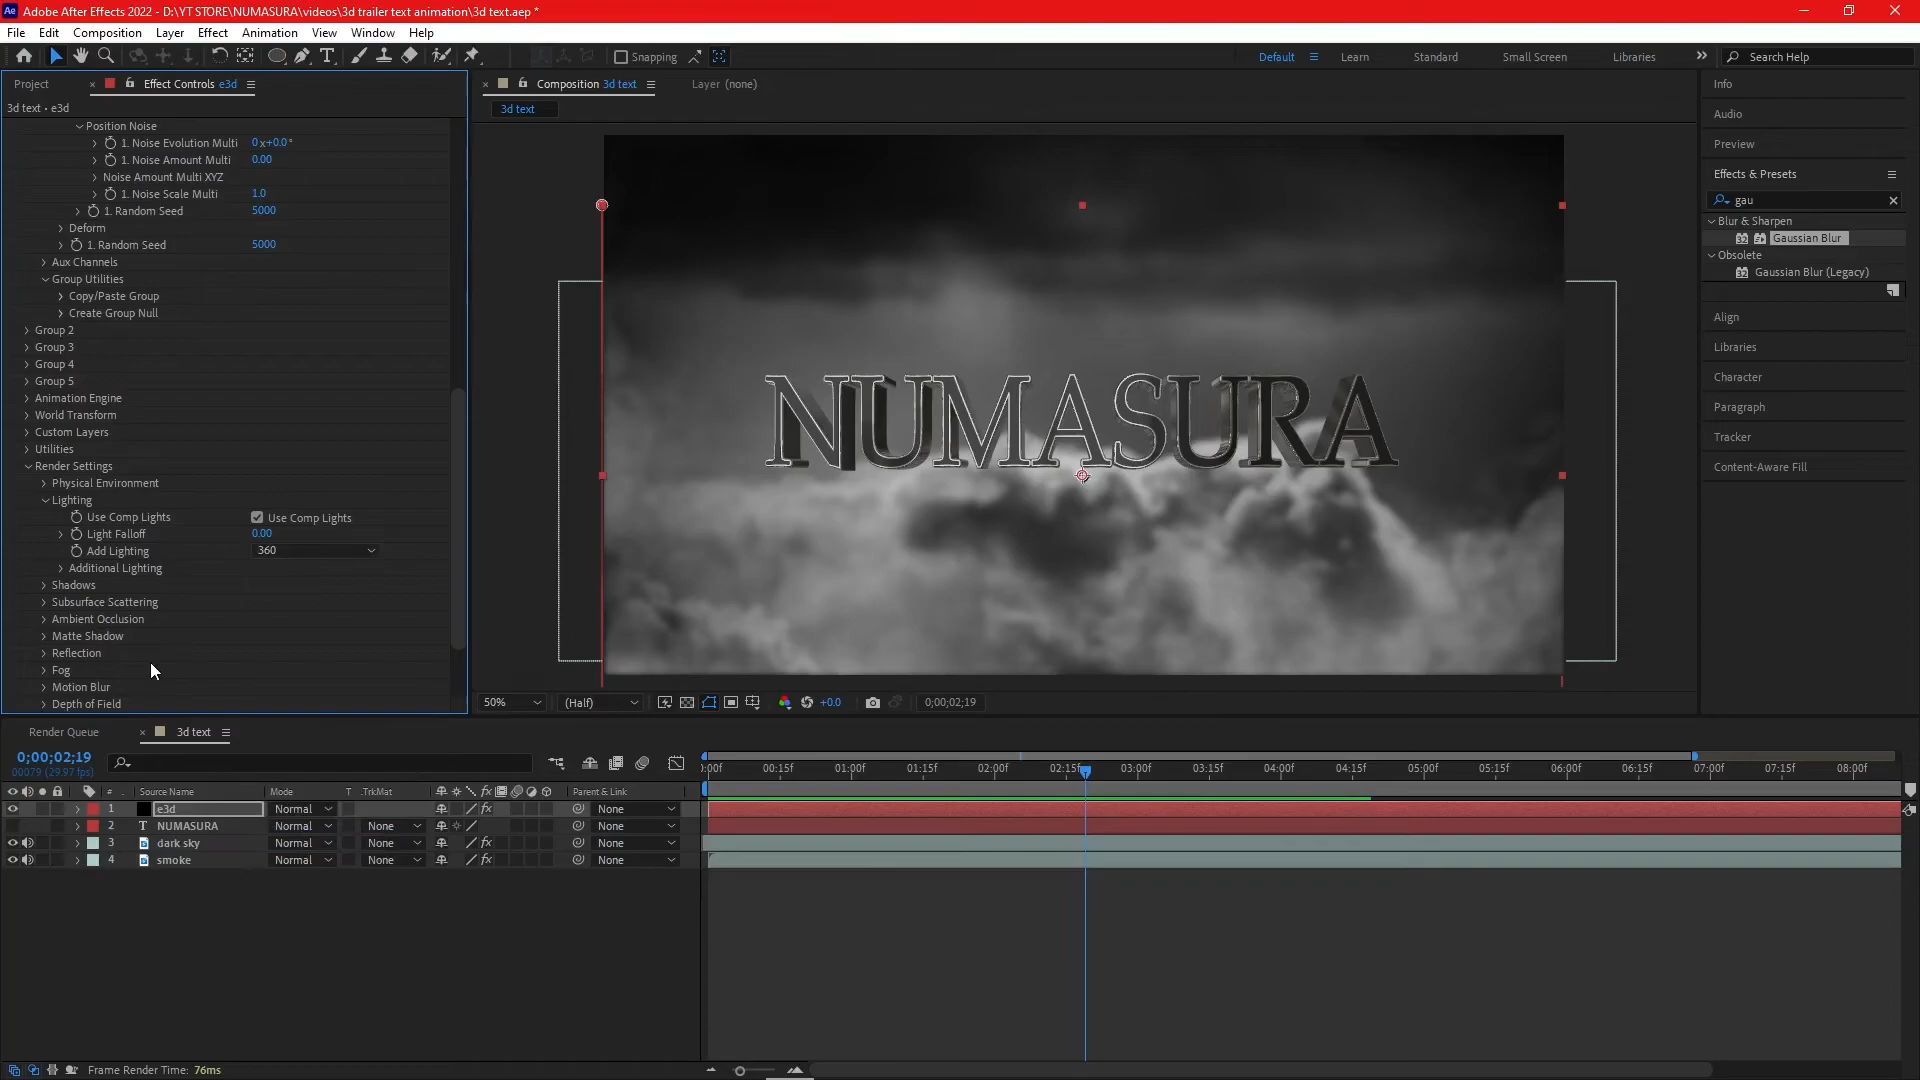 Ae Adobe After Effects 2022 - D:\YT STORE\NUMASURA\videos\3d trailer text animation\3d text.aep *
File Edit Composition Layer Effect Animation View Window Help
Snapping Default Learn Standard Small Screen Libraries Search Help
Project Effect Controls e3d
3d text • e3d
Position Noise
1. Noise Evolution Multi 0x+0.0°
1. Noise Amount Multi 0.00
Noise Amount Multi XYZ
1. Noise Scale Multi 1.0
1. Random Seed 5000
Deform
1. Random Seed 5000
Aux Channels
Group Utilities
Copy/Paste Group
Create Group Null
Group 2
Group 3
Group 4
Group 5
Animation Engine
World Transform
Custom Layers
Utilities
Render Settings
Physical Environment
Lighting
Use Comp Lights Use Comp Lights
Light Falloff 0.00
Add Lighting 360
Additional Lighting
Shadows
Subsurface Scattering
Ambient Occlusion
Matte Shadow
Reflection
Fog
Motion Blur
Depth of Field
Composition 3d text Layer (none)
3d text
NUMASURA
50% (Half) +0.0 0;00;02;19
Info
Audio
Preview
Effects & Presets
gau
Blur & Sharpen
32 Gaussian Blur
Obsolete
32 Gaussian Blur (Legacy)
Align
Libraries
Character
Paragraph
Tracker
Content-Aware Fill
Render Queue 3d text
0;00;02;19
00079 (29.97 fps)
:00f 00:15f 01:00f 01:15f 02:00f 02:15f 03:00f 03:15f 04:00f 04:15f 05:00f 05:15f 06:00f 06:15f 07:00f 07:15f 08:00f
# Source Name Mode T .TrkMat fx Parent & Link
1 e3d Normal fx None
2 T NUMASURA Normal None None
3 dark sky Normal None fx None
4 smoke Normal None fx None
Frame Render Time: 76ms